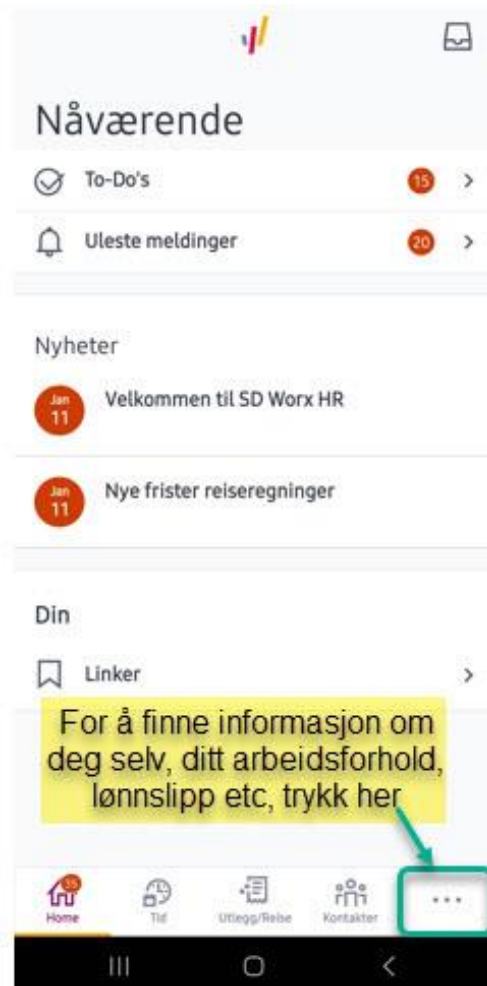 Nåværende
To-Do's 15
Uleste meldinger 20
Nyheter
Jan
11
Velkommen til SD Worx HR
Jan
11
Nye frister reiseregninger
Din
Linker
For å finne informasjon om
deg selv, ditt arbeidsforhold,
lønnslipp etc, trykk her
35
Home Tid Utlegg/Reise Kontakter